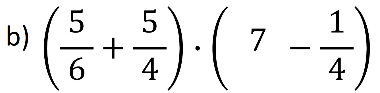 b) (5/6 + 5/4) · ( 7 − 1/4)